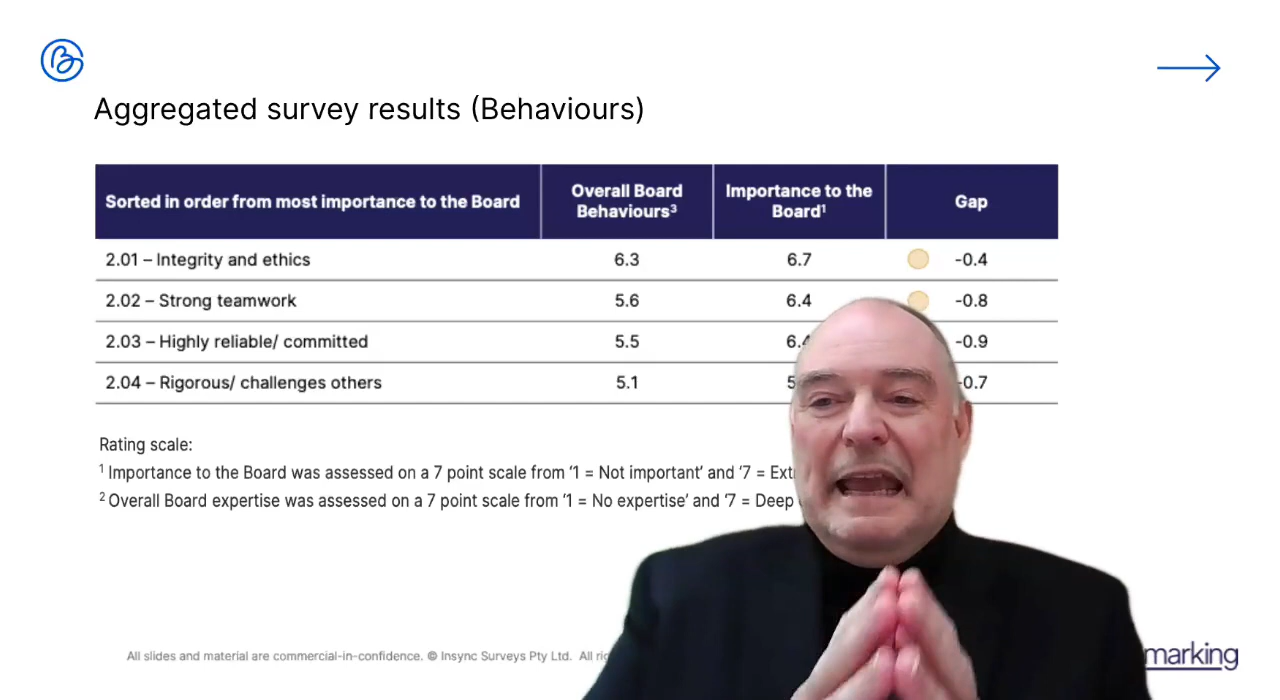 Aggregated survey results (Behaviours)
Sorted in order from most importance to the Board
Overall Board
Behaviours³
Importance to the
Board¹
Gap
2.01 – Integrity and ethics 6.3 6.7 -0.4
2.02 – Strong teamwork 5.6 6.4 -0.8
2.03 – Highly reliable/ committed 5.5 -0.9
2.04 – Rigorous/ challenges others 5.1 -0.7
Rating scale:
¹ Importance to the Board was assessed on a 7 point scale from ‘1 = Not important’ and ‘7 =
² Overall Board expertise was assessed on a 7 point scale from ‘1 = No expertise’ and ‘7 = Deep
All slides and material are commercial-in-confidence. © Insync Surveys Pty Ltd. All
marking